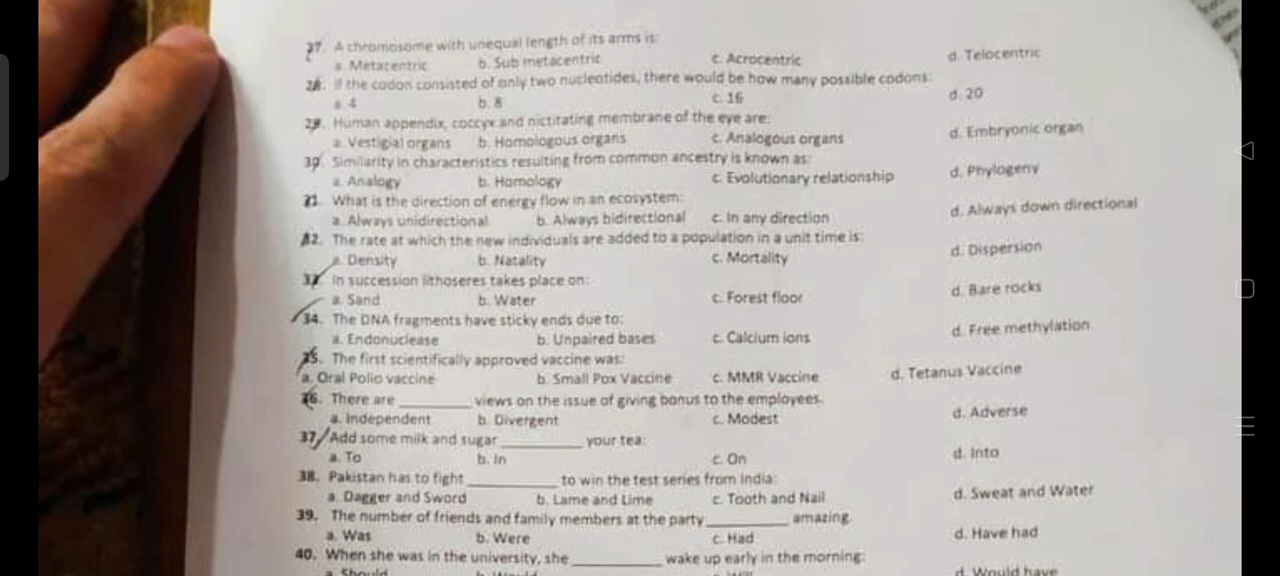 27. A chromosome with unequal length of its arms is:
a. Metacentric b. Sub metacentric c. Acrocentric d. Telocentric
28. If the codon consisted of only two nucleotides, there would be how many possible codons:
a. 4 b. 8 c. 16 d. 20
29. Human appendix, coccyx and nictitating membrane of the eye are:
a. Vestigial organs b. Homologous organs c. Analogous organs d. Embryonic organ
30. Similarity in characteristics resulting from common ancestry is known as:
a. Analogy b. Homology c. Evolutionary relationship d. Phylogeny
31. What is the direction of energy flow in an ecosystem:
a. Always unidirectional b. Always bidirectional c. In any direction d. Always down directional
32. The rate at which the new individuals are added to a population in a unit time is:
a. Density b. Natality c. Mortality d. Dispersion
33. In succession lithoseres takes place on:
a. Sand b. Water c. Forest floor d. Bare rocks
34. The DNA fragments have sticky ends due to:
a. Endonuclease b. Unpaired bases c. Calcium ions d. Free methylation
35. The first scientifically approved vaccine was:
a. Oral Polio vaccine b. Small Pox Vaccine c. MMR Vaccine d. Tetanus Vaccine
36. There are ________ views on the issue of giving bonus to the employees.
a. Independent b. Divergent c. Modest d. Adverse
37. Add some milk and sugar _________ your tea:
a. To b. In c. On d. Into
38. Pakistan has to fight __________ to win the test series from India:
a. Dagger and Sword b. Lame and Lime c. Tooth and Nail d. Sweat and Water
39. The number of friends and family members at the party _________ amazing.
a. Was b. Were c. Had d. Have had
40. When she was in the university, she __________ wake up early in the morning:
a. Should b. Would c. Will d. Would have